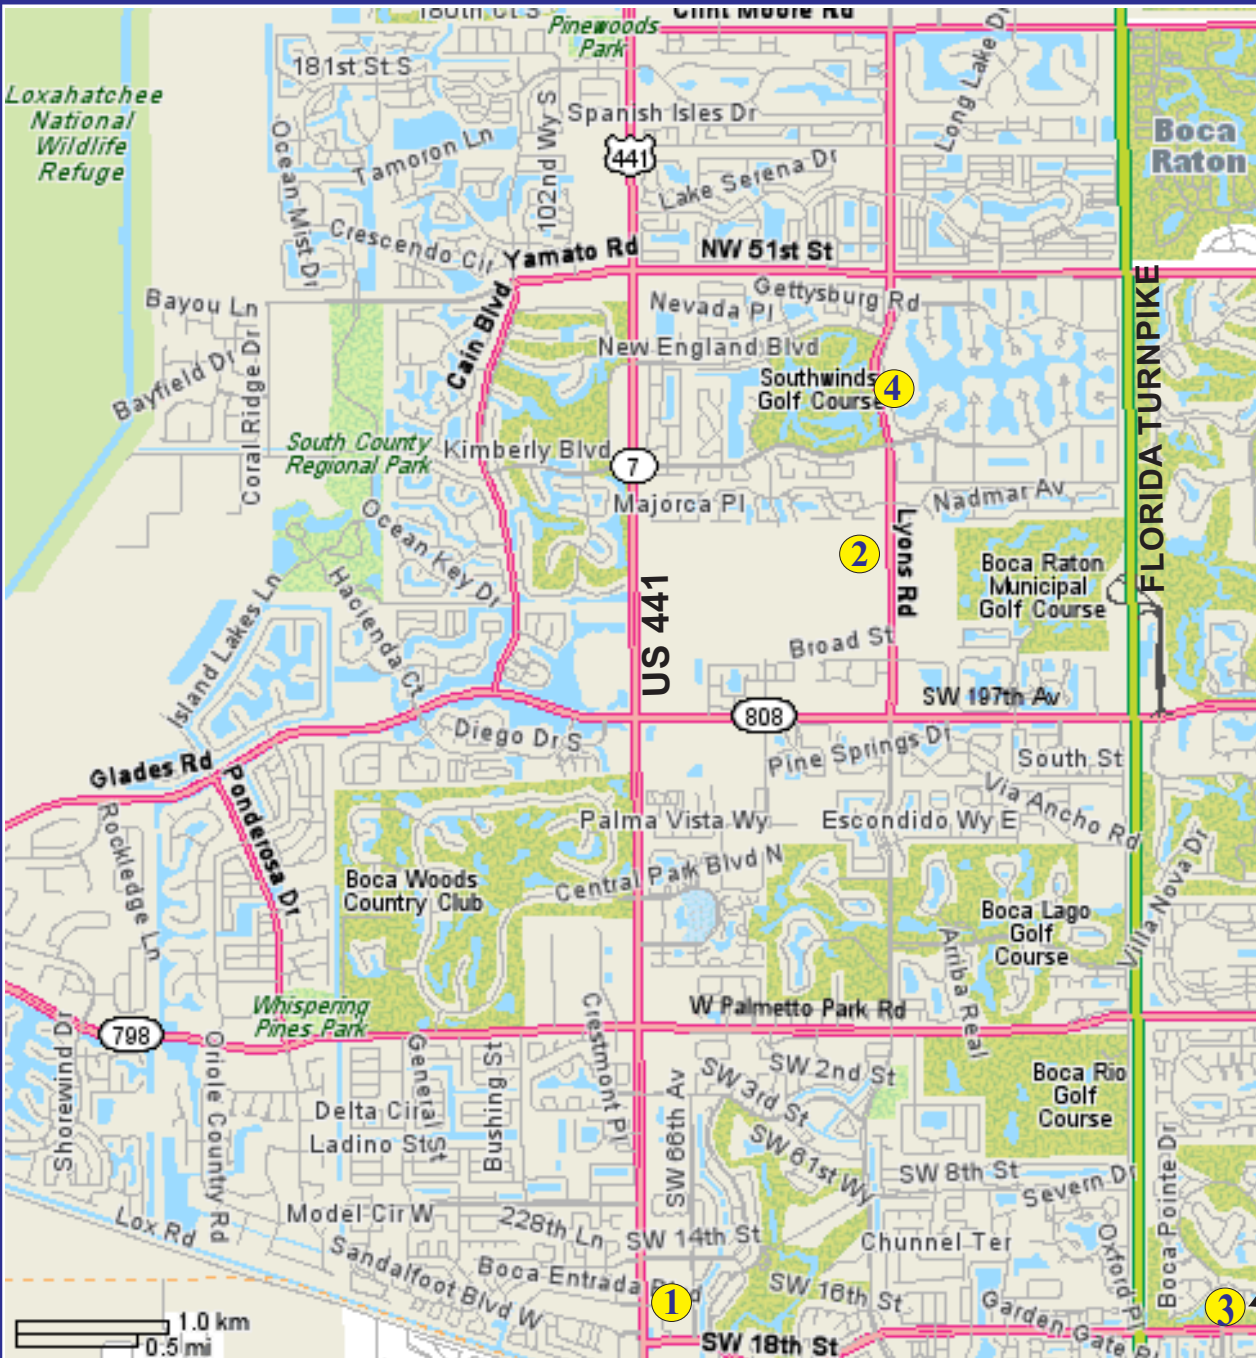 180th Ct S
Pinewoods
Park
Clint Moore Rd
181st St S
Long Lake Dr
Loxahatchee
National
Wildlife
Refuge
Ocean Mist Dr
Tamoron Ln
102nd Wy S
Spanish Isles Dr
441
Lake Serena Dr
Boca
Raton
Crescendo Cir
Yamato Rd
NW 51st St
Bayou Ln
Cain Blvd
Nevada Pl
Gettysburg Rd
FLORIDA TURNPIKE
Bayfield Dr
Coral Ridge Dr
New England Blvd
Southwinds
Golf Course
4
South County
Regional Park
Kimberly Blvd
7
Majorca Pl
Nadmar Av
Ocean Key Dr
Lyons Rd
2
Boca Raton
Municipal
Golf Course
Hacienda Ct
Island Lakes Ln
US 441
Broad St
SW 197th Av
808
Diego Dr S
Pine Springs Dr
South St
Glades Rd
Ponderosa Dr
Via Ancho Rd
Rockledge Ln
Palma Vista Wy
Escondido Wy E
Villa Nova Dr
Boca Woods
Country Club
Central Park Blvd N
Boca Lago
Golf
Course
Arriba Real
Whispering
Pines Park
W Palmetto Park Rd
798
Shorewind Dr
Oriole Country Rd
General St
Bushing St
Crestmont Pl
SW 66th Av
SW 3rd St
SW 2nd St
Boca Rio
Golf
Course
Delta Cir
Ladino St
SW 61st Wy
SW 8th St
Severn Dr
Boca Pointe Dr
Lox Rd
Model Cir W
228th Ln
SW 14th St
Chunnel Ter
Oxford Pl
Sandalfoot Blvd W
Boca Entrada Blvd
1
SW 16th St
Garden Gate Pl
3
1.0 km
0.5 mi
SW 18th St